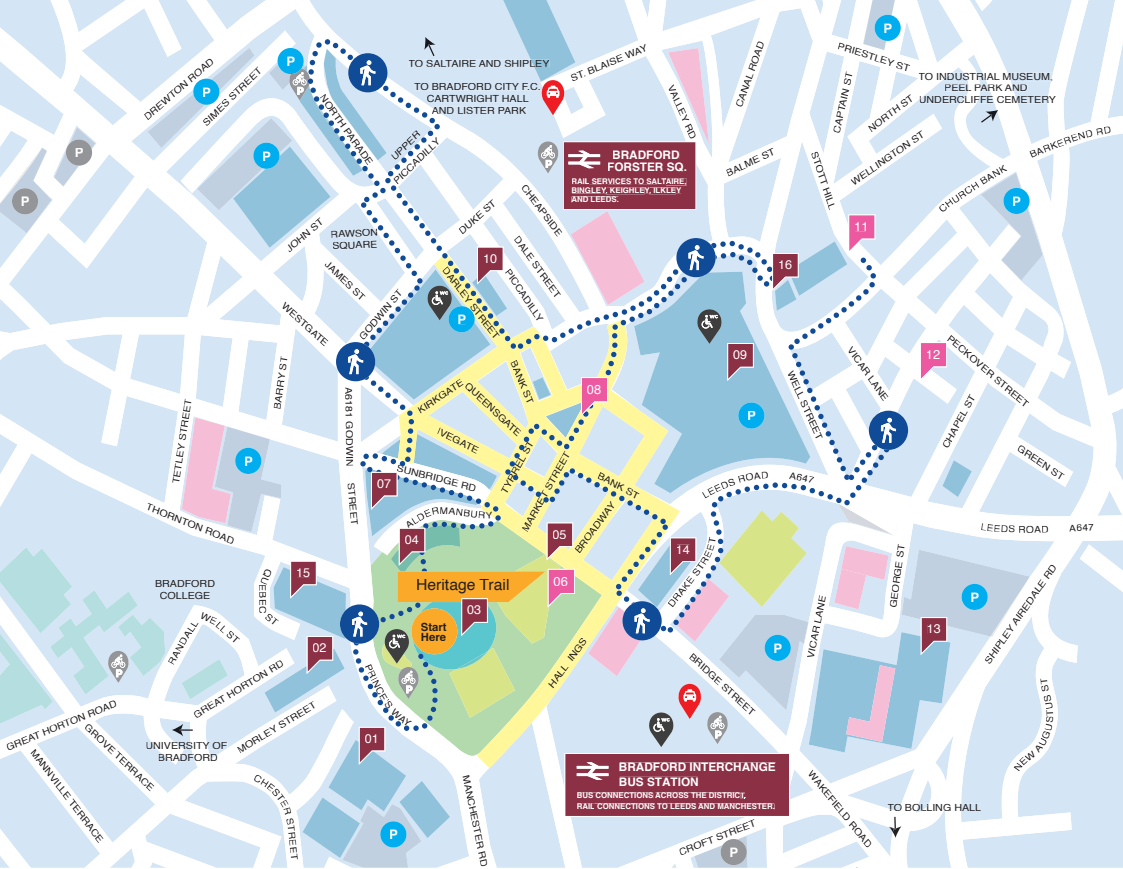 TO SALTAIRE AND SHIPLEY
TO BRADFORD CITY F.C.
CARTWRIGHT HALL
AND LISTER PARK
ST. BLAISE WAY
VALLEY RD
CANAL ROAD
PRIESTLEY ST
TO INDUSTRIAL MUSEUM,
PEEL PARK AND
UNDERCLIFFE CEMETERY
CAPTAIN ST
NORTH ST
WELLINGTON ST
BARKEREND RD
CHURCH BANK
STOTT HILL
BALME ST
DREWTON ROAD
SIMES STREET
NORTH PARADE
UPPER
PICCADILLY
P
P
P
P
P
P
P
P
P
P
BRADFORD
FORSTER SQ.
RAIL SERVICES TO SALTAIRE,
BINGLEY, KEIGHLEY, ILKLEY
AND LEEDS.
CHEAPSIDE
DUKE ST
DALE STREET
PICCADILLY
JOHN ST
RAWSON
SQUARE
JAMES ST
WESTGATE
GODWIN ST
DARLEY STREET
10
11
16
WC
P
WC
09
P
12
VICAR LANE
PECKOVER STREET
WELL STREET
CHAPEL ST
GREEN ST
BARRY ST
TETLEY STREET
P
A6181 GODWIN
STREET
KIRKGATE
QUEENSGATE
BANK ST
IVEGATE
08
TYRREL ST
MARKET STREET
BANK ST
BROADWAY
SUNBRIDGE RD
07
ALDERMANBURY
LEEDS ROAD
A647
LEEDS ROAD
A647
THORNTON ROAD
04
05
06
14
DRAKE STREET
Heritage Trail
Start
Here
03
WC
P
15
02
BRADFORD
COLLEGE
QUEBEC ST
RANDALL
WELL ST
P
GREAT HORTON RD
GREAT HORTON ROAD
MORLEY STREET
PRINCE'S WAY
HALL INGS
UNIVERSITY OF
BRADFORD
GROVE TERRACE
MANNVILLE TERRACE
CHESTER STREET
01
P
MANCHESTER RD
BRIDGE STREET
P
VICAR LANE
GEORGE ST
P
13
SHIPLEY AIREDALE RD
NEW AUGUSTUS ST
WC
P
BRADFORD INTERCHANGE
BUS STATION
BUS CONNECTIONS ACROSS THE DISTRICT,
RAIL CONNECTIONS TO LEEDS AND MANCHESTER.
WAKEFIELD ROAD
TO BOLLING HALL
CROFT STREET
P